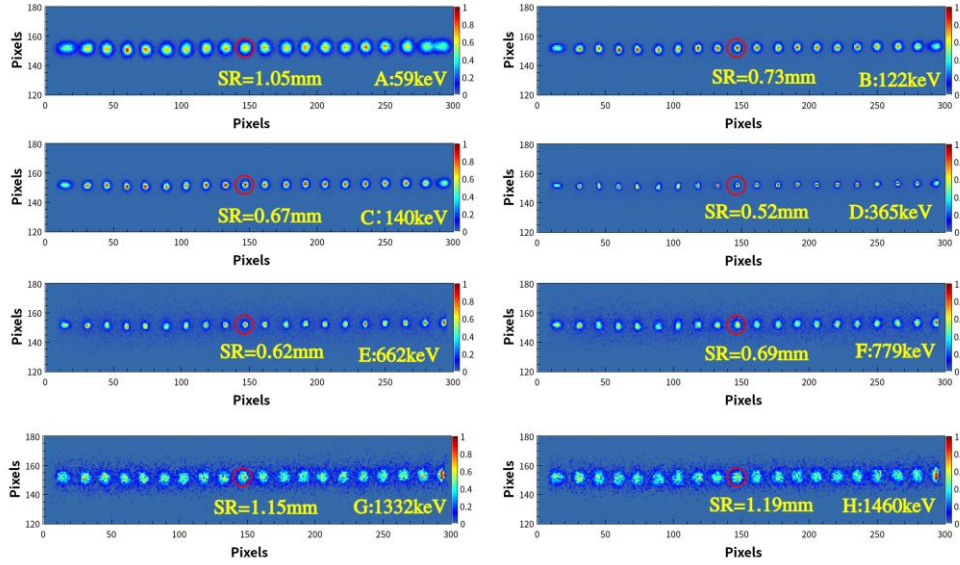 Pixels
180
160
140
120
SR=1.05mm
A:59keV
0 50 100 150 200 250 300
1
0.8
0.6
0.4
0.2
0
Pixels
Pixels
180
160
140
120
SR=0.73mm
B:122keV
0 50 100 150 200 250 300
1
0.8
0.6
0.4
0.2
0
Pixels
Pixels
180
160
140
120
SR=0.67mm
C：140keV
0 50 100 150 200 250 300
1
0.8
0.6
0.4
0.2
0
Pixels
Pixels
180
160
140
120
SR=0.52mm
D:365keV
0 50 100 150 200 250 300
1
0.8
0.6
0.4
0.2
0
Pixels
Pixels
180
160
140
120
SR=0.62mm
E:662keV
0 50 100 150 200 250 300
1
0.8
0.6
0.4
0.2
0
Pixels
Pixels
180
160
140
120
SR=0.69mm
F:779keV
0 50 100 150 200 250 300
1
0.8
0.6
0.4
0.2
0
Pixels
Pixels
180
160
140
120
SR=1.15mm
G:1332keV
0 50 100 150 200 250 300
1
0.8
0.6
0.4
0.2
0
Pixels
Pixels
180
160
140
120
SR=1.19mm
H:1460keV
0 50 100 150 200 250 300
1
0.8
0.6
0.4
0.2
0
Pixels